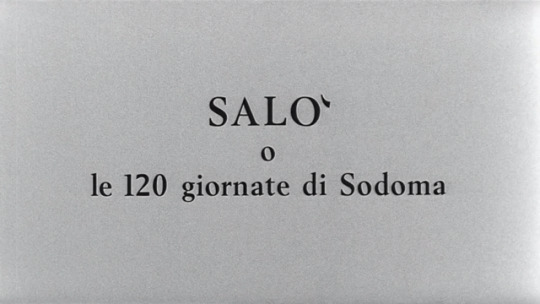 SALO'
o
le 120 giornate di Sodoma